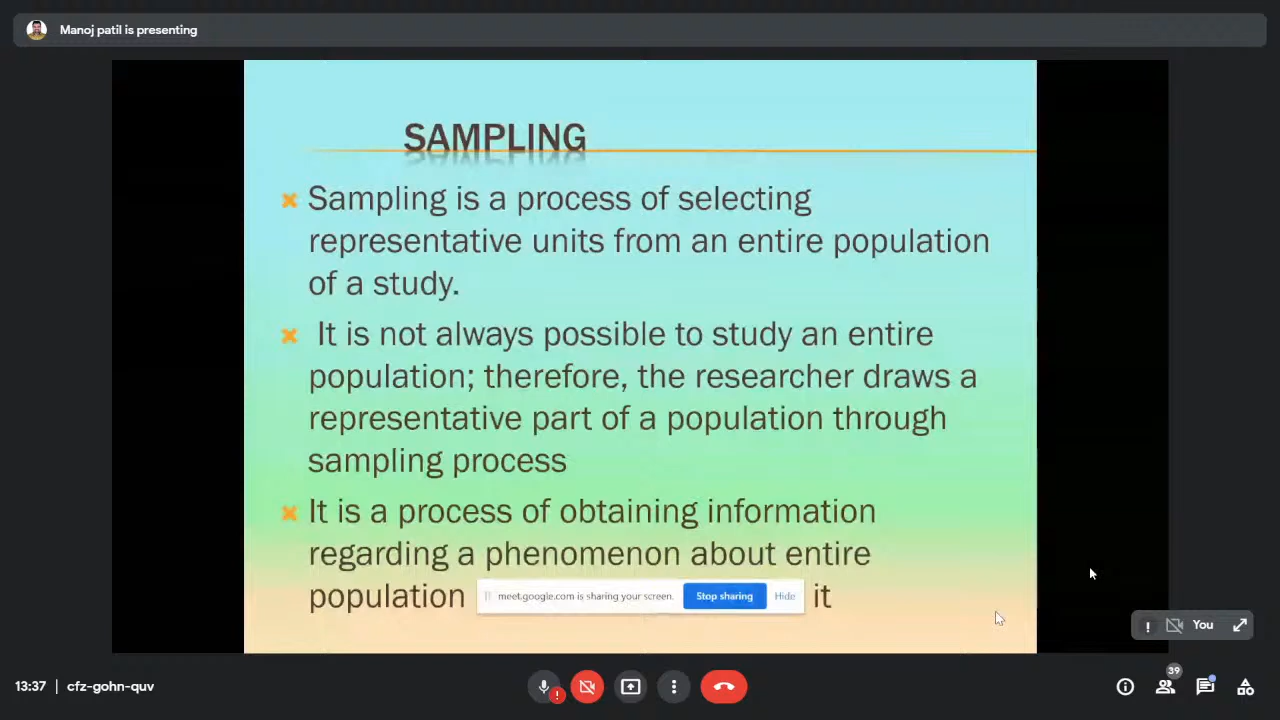 Manoj patil is presenting
SAMPLING
Sampling is a process of selecting
representative units from an entire population
of a study.
It is not always possible to study an entire
population; therefore, the researcher draws a
representative part of a population through
sampling process
It is a process of obtaining information
regarding a phenomenon about entire
population it
meet.google.com is sharing your screen. Stop sharing Hide
You
13:37 | cfz-gohn-quv
39